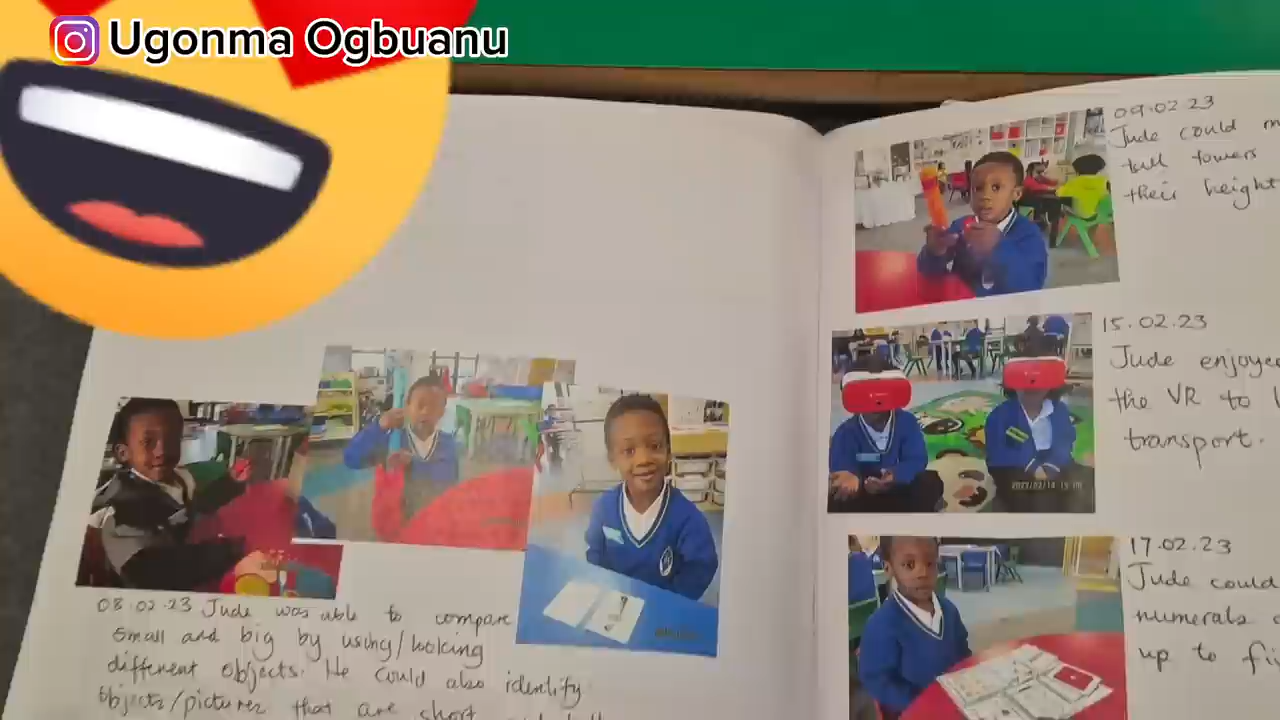 Ugonma Ogbuanu
08.02.23 Jude was able to compare
small and big by using/looking
different objects. He could also identify
objects/pictures that are short
09.02.23
Jude could
tall towers
their height
15.02.23
Jude enjoyed
the VR to
transport.
17.02.23
Jude could
numerals
up to